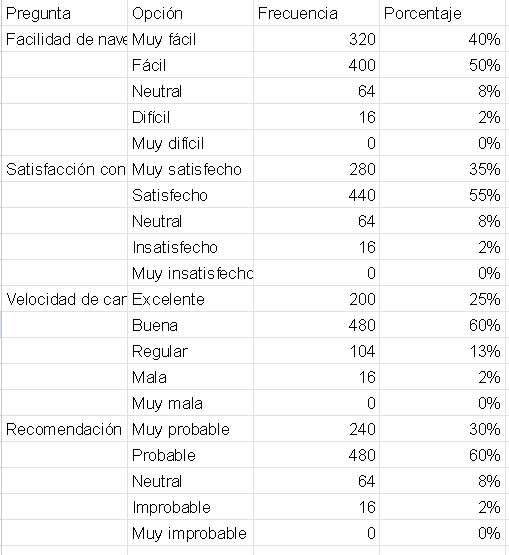 Pregunta Opción Frecuencia Porcentaje
Facilidad de nave Muy fácil 320 40%
Fácil 400 50%
Neutral 64 8%
Difícil 16 2%
Muy difícil 0 0%
Satisfacción con Muy satisfecho 280 35%
Satisfecho 440 55%
Neutral 64 8%
Insatisfecho 16 2%
Muy insatisfecho 0 0%
Velocidad de car Excelente 200 25%
Buena 480 60%
Regular 104 13%
Mala 16 2%
Muy mala 0 0%
Recomendación Muy probable 240 30%
Probable 480 60%
Neutral 64 8%
Improbable 16 2%
Muy improbable 0 0%